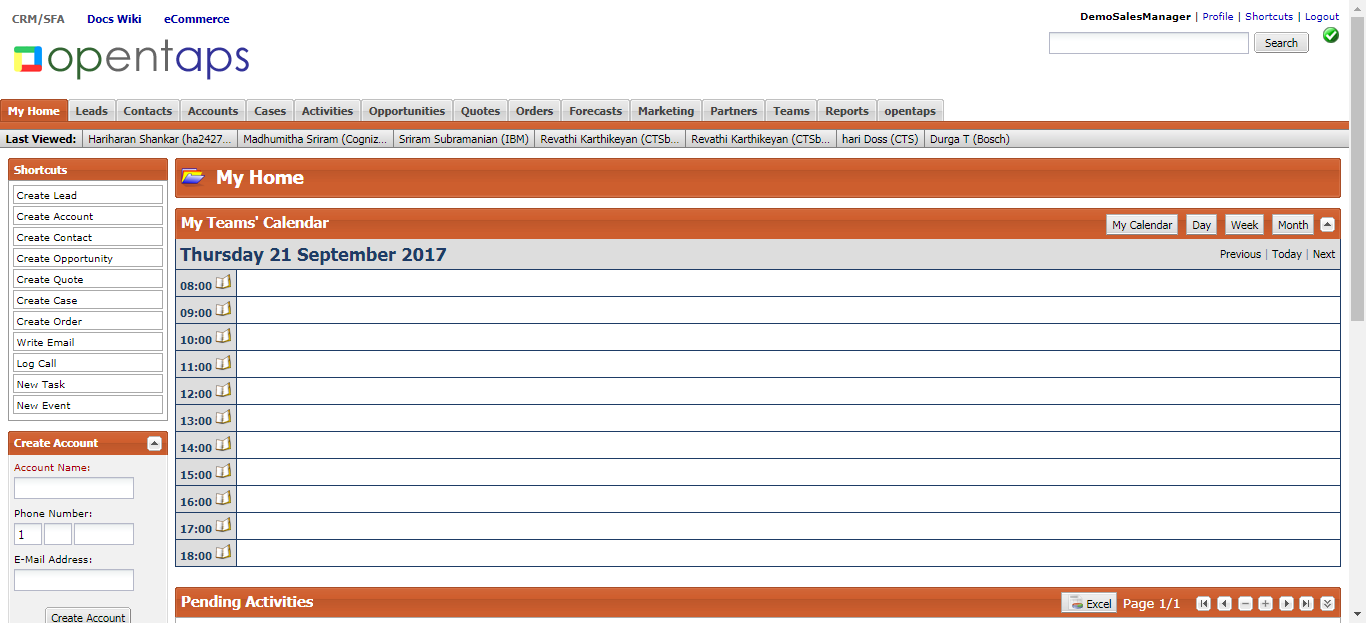 CRM/SFA Docs Wiki eCommerce
DemoSalesManager | Profile | Shortcuts | Logout
opentaps
Search
My Home Leads Contacts Accounts Cases Activities Opportunities Quotes Orders Forecasts Marketing Partners Teams Reports opentaps
Last Viewed: Hariharan Shankar (ha2427... Madhumitha Sriram (Cogniz... Sriram Subramanian (IBM) Revathi Karthikeyan (CTSb... Revathi Karthikeyan (CTSb... hari Doss (CTS) Durga T (Bosch)
Shortcuts
Create Lead
Create Account
Create Contact
Create Opportunity
Create Quote
Create Case
Create Order
Write Email
Log Call
New Task
New Event
Create Account
Account Name:
Phone Number:
1
E-Mail Address:
Create Account
My Home
My Teams' Calendar My Calendar Day Week Month
Thursday 21 September 2017 Previous | Today | Next
08:00
09:00
10:00
11:00
12:00
13:00
14:00
15:00
16:00
17:00
18:00
Pending Activities Excel Page 1/1